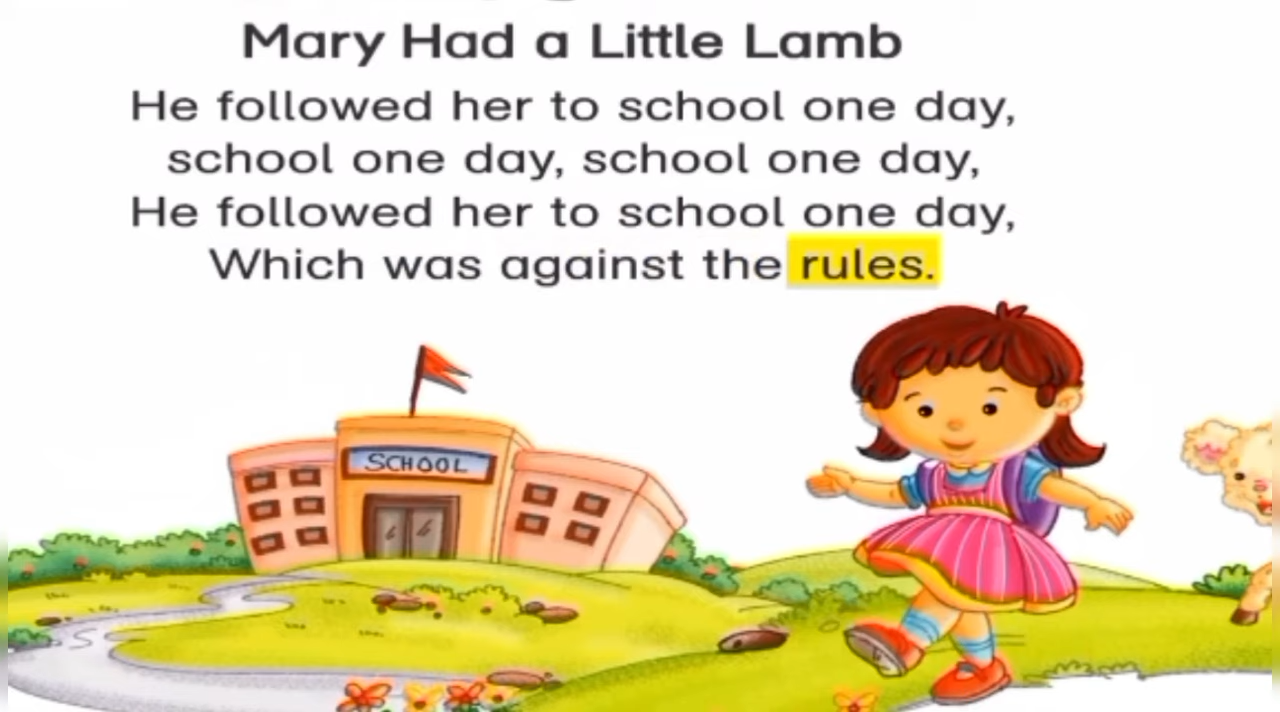 Mary Had a Little Lamb
He followed her to school one day,
school one day, school one day,
He followed her to school one day,
Which was against the rules.
SCHOOL